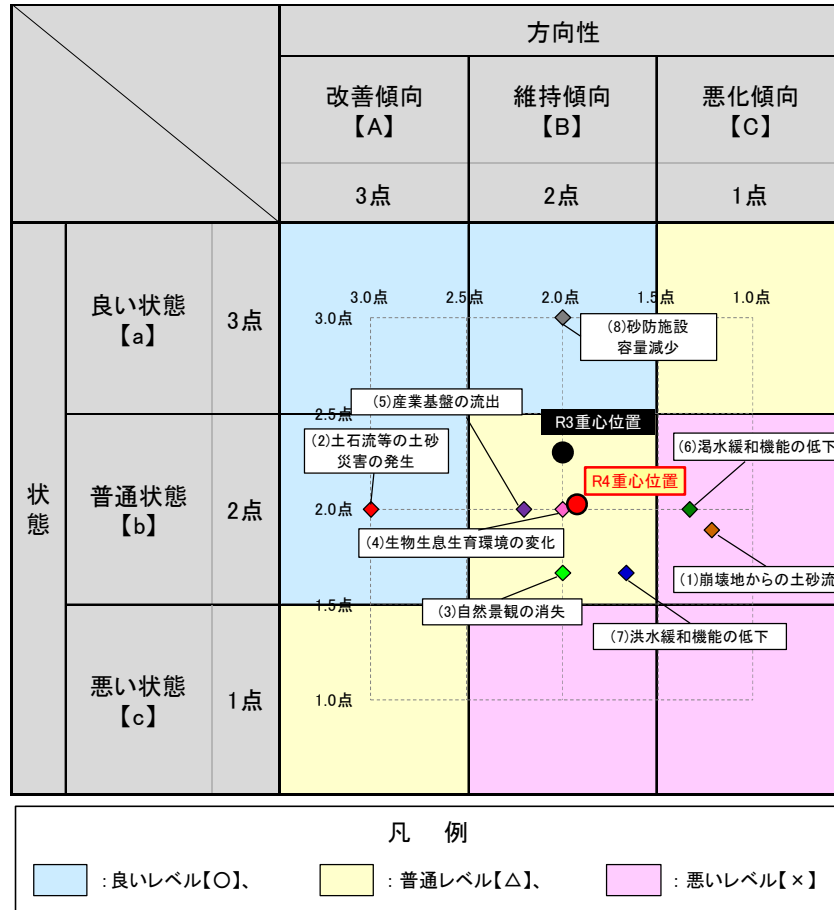 方向性
改善傾向
【A】
維持傾向
【B】
悪化傾向
【C】
3点
2点
1点
状態
良い状態
【a】
3点
普通状態
【b】
2点
悪い状態
【c】
1点
3.0点
2.5点
2.0点
1.5点
1.0点
3.0点
2.5点
2.0点
1.5点
1.0点
(8)砂防施設
容量減少
(5)産業基盤の流出
R3重心位置
(2)土石流等の土砂
災害の発生
(6)渇水緩和機能の低下
R4重心位置
(4)生物生息生育環境の変化
(1)崩壊地からの土砂流
(3)自然景観の消失
(7)洪水緩和機能の低下
凡 例
：良いレベル【○】、
：普通レベル【△】、
：悪いレベル【×】